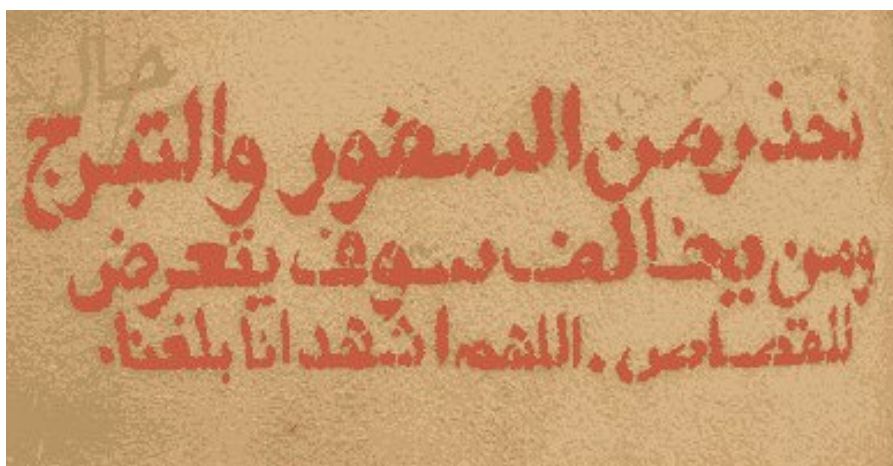 نحذر من السفور والتبرج
ومن يخالف سوف يتعرض
للقصاص . اللهم اشهد انا بلغنا .